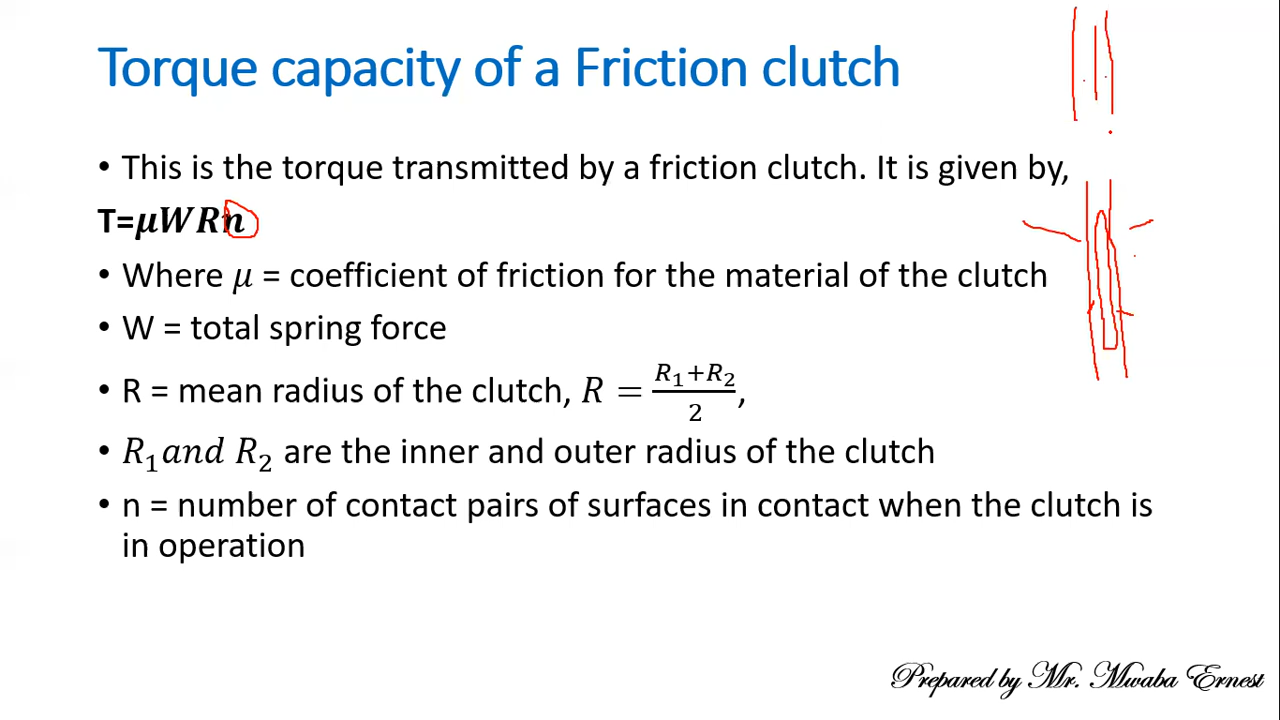 Torque capacity of a Friction clutch
• This is the torque transmitted by a friction clutch. It is given by,
T=μWRn
• Where μ = coefficient of friction for the material of the clutch
• W = total spring force
• R = mean radius of the clutch, R = (R₁+R₂)/2,
• R₁ and R₂ are the inner and outer radius of the clutch
• n = number of contact pairs of surfaces in contact when the clutch is
in operation
Prepared by Mr. Mwaba Ernest